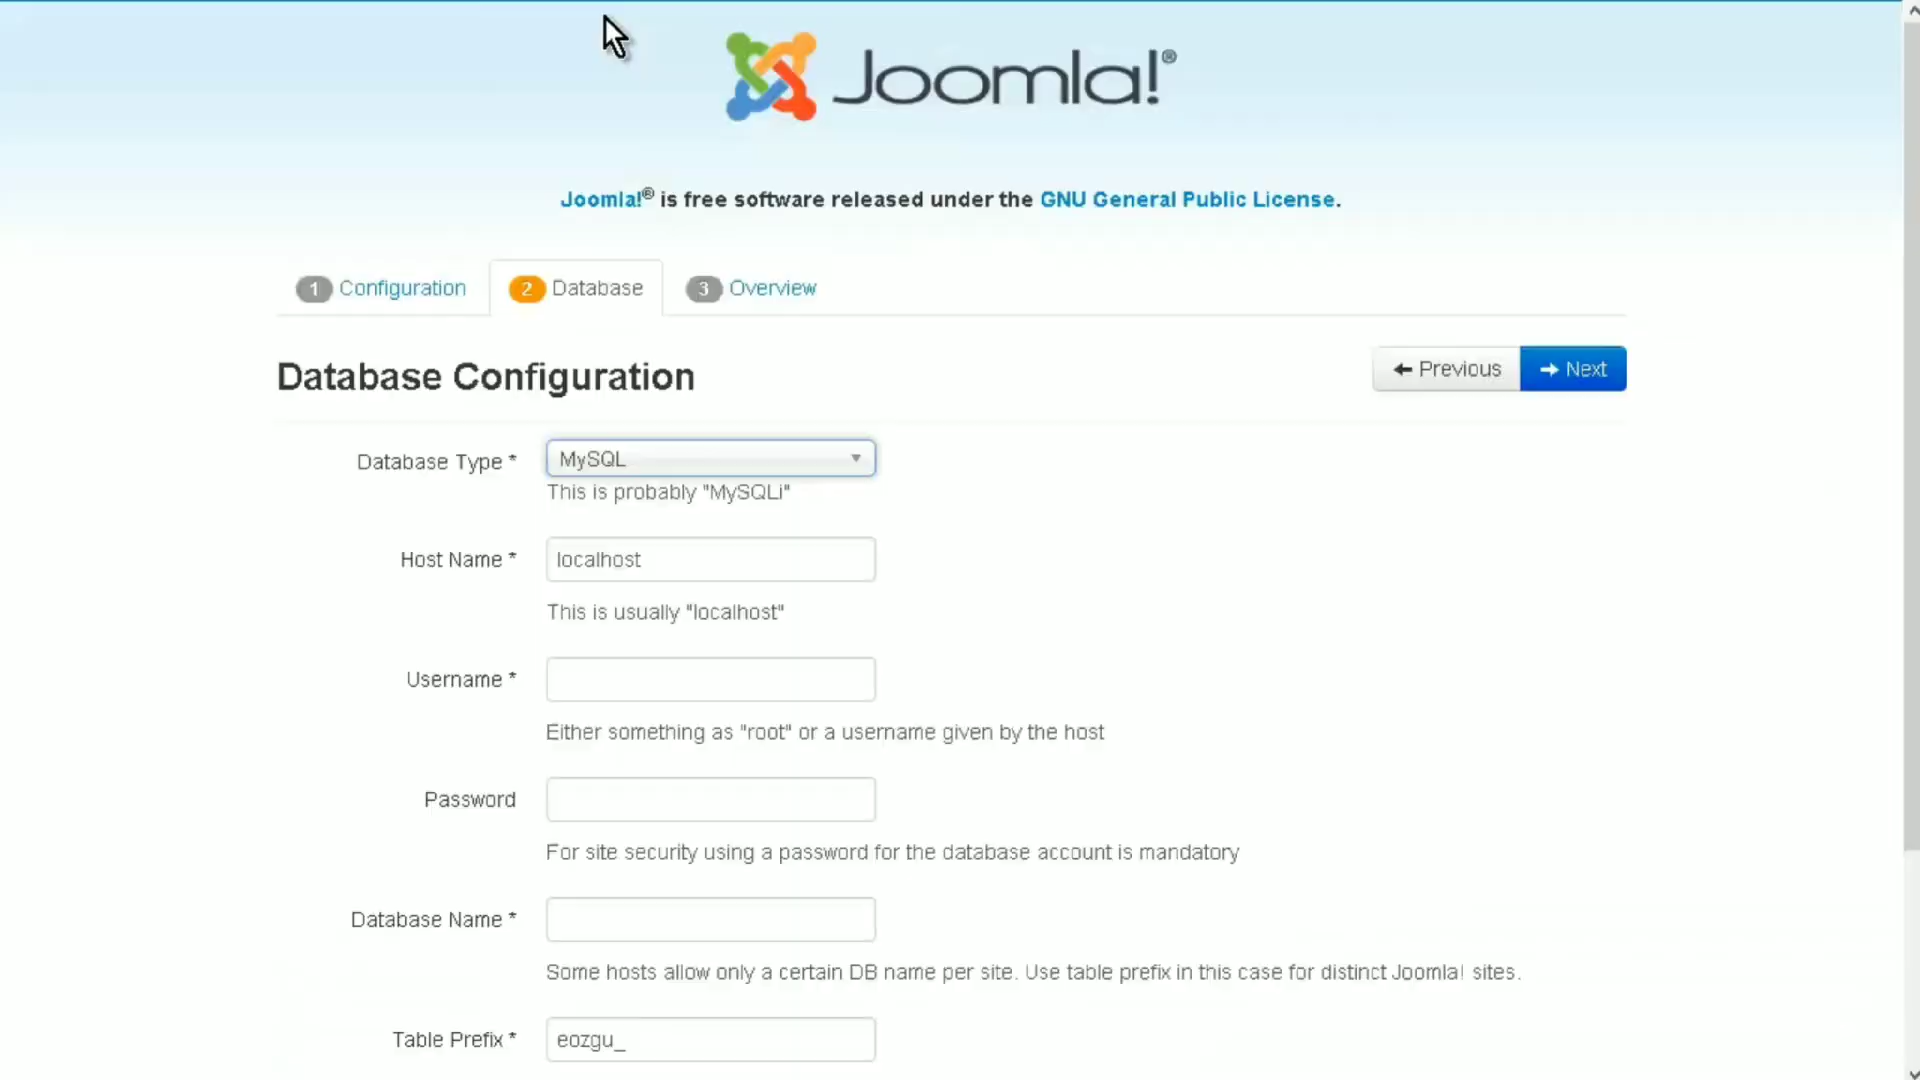 Joomla!®
Joomla!® is free software released under the GNU General Public License.
1 Configuration 2 Database 3 Overview
Database Configuration
Previous Next
Database Type * MySQL
This is probably "MySQLi"
Host Name * localhost
This is usually "localhost"
Username *
Either something as "root" or a username given by the host
Password
For site security using a password for the database account is mandatory
Database Name *
Some hosts allow only a certain DB name per site. Use table prefix in this case for distinct Joomla! sites.
Table Prefix * eozgu_